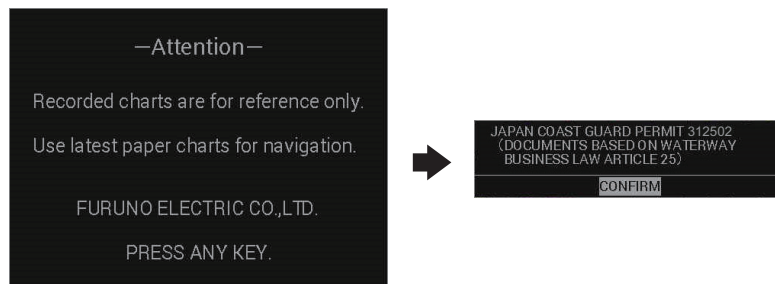 —Attention—
Recorded charts are for reference only.
Use latest paper charts for navigation.
FURUNO ELECTRIC CO.,LTD.
PRESS ANY KEY.
JAPAN COAST GUARD PERMIT 312502
(DOCUMENTS BASED ON WATERWAY
BUSINESS LAW ARTICLE 25)
CONFIRM